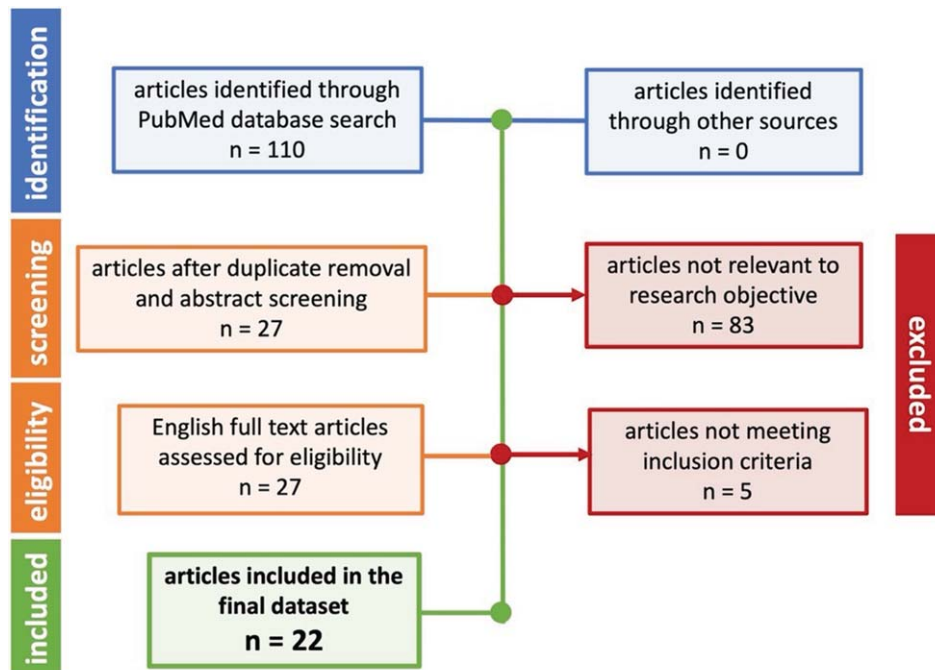 identification
articles identified through
PubMed database search
n = 110
articles identified
through other sources
n = 0
screening
articles after duplicate removal
and abstract screening
n = 27
articles not relevant to
research objective
n = 83
excluded
eligibility
English full text articles
assessed for eligibility
n = 27
articles not meeting
inclusion criteria
n = 5
included
articles included in the
final dataset
n = 22